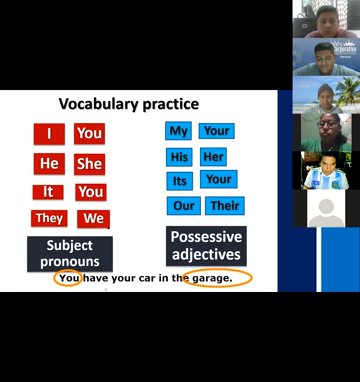 Vocabulary practice
I You My Your
He She His Her
It You Its Your
They We Our Their
Subject pronouns
Possessive adjectives
You have your car in the garage.